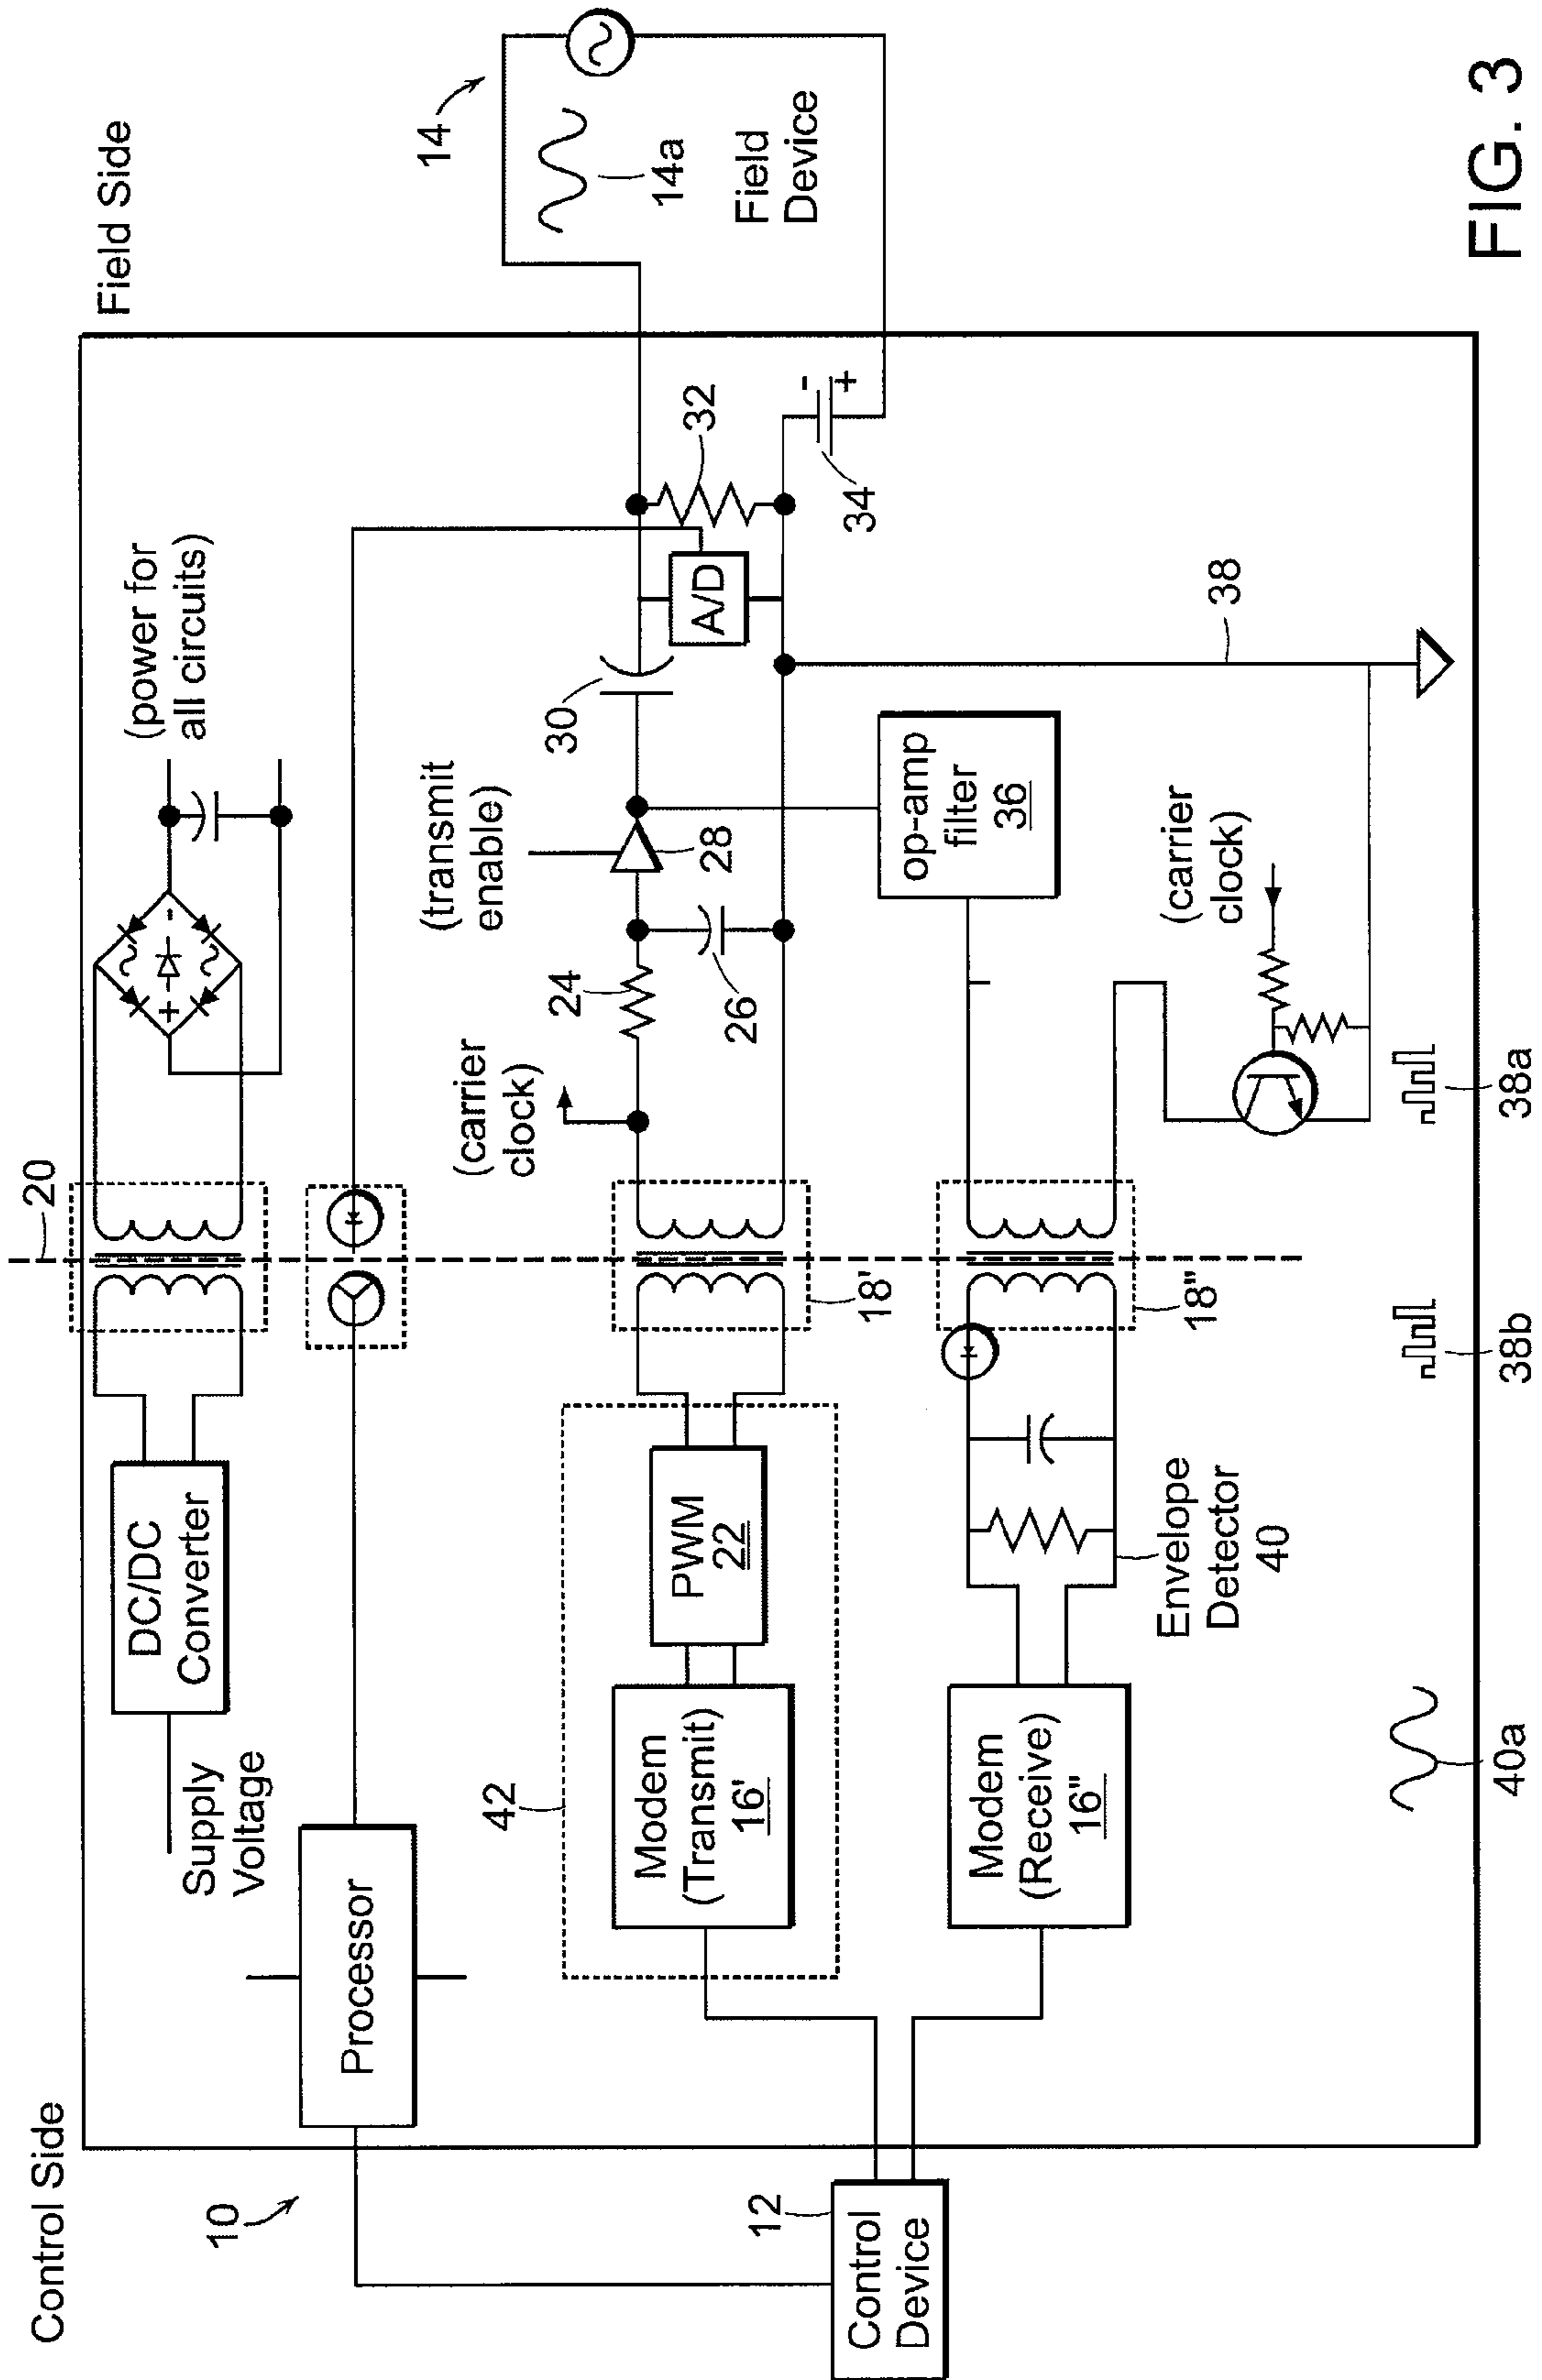 Control Side
Field Side
10
20
Supply
Voltage
DC/DC
Converter
~
+
-
~
(power for
all circuits)
Processor
14
14a
Field
Device
42
Modem
(Transmit)
16'
PWM
22
18'
(carrier
clock)
24
26
(transmit
enable)
28
30
A/D
32
34
-
+
12
Control
Device
Modem
(Receive)
16"
Envelope
Detector
40
18"
op-amp
filter
36
(carrier
clock)
38
40a
38b
38a
FIG. 3